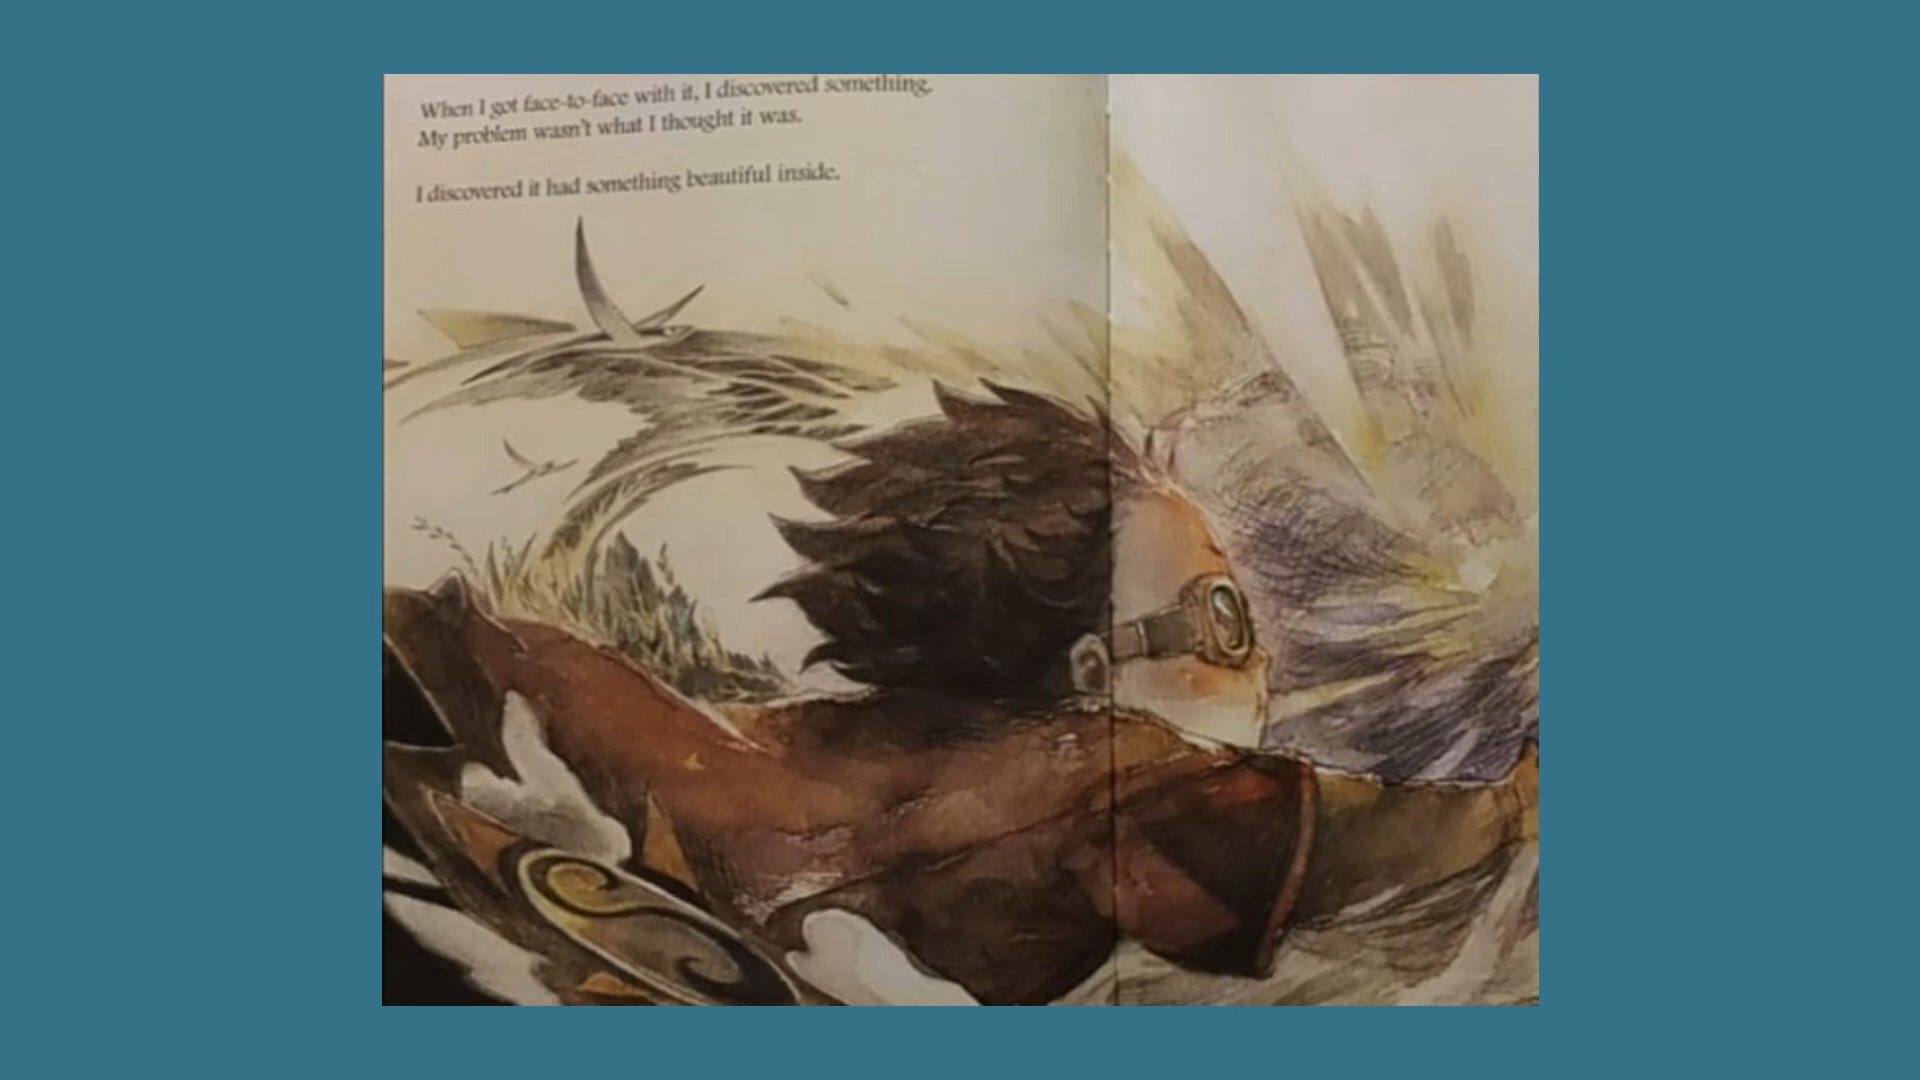 When I got face-to-face with it, I discovered something.
My problem wasn't what I thought it was.
I discovered it had something beautiful inside.